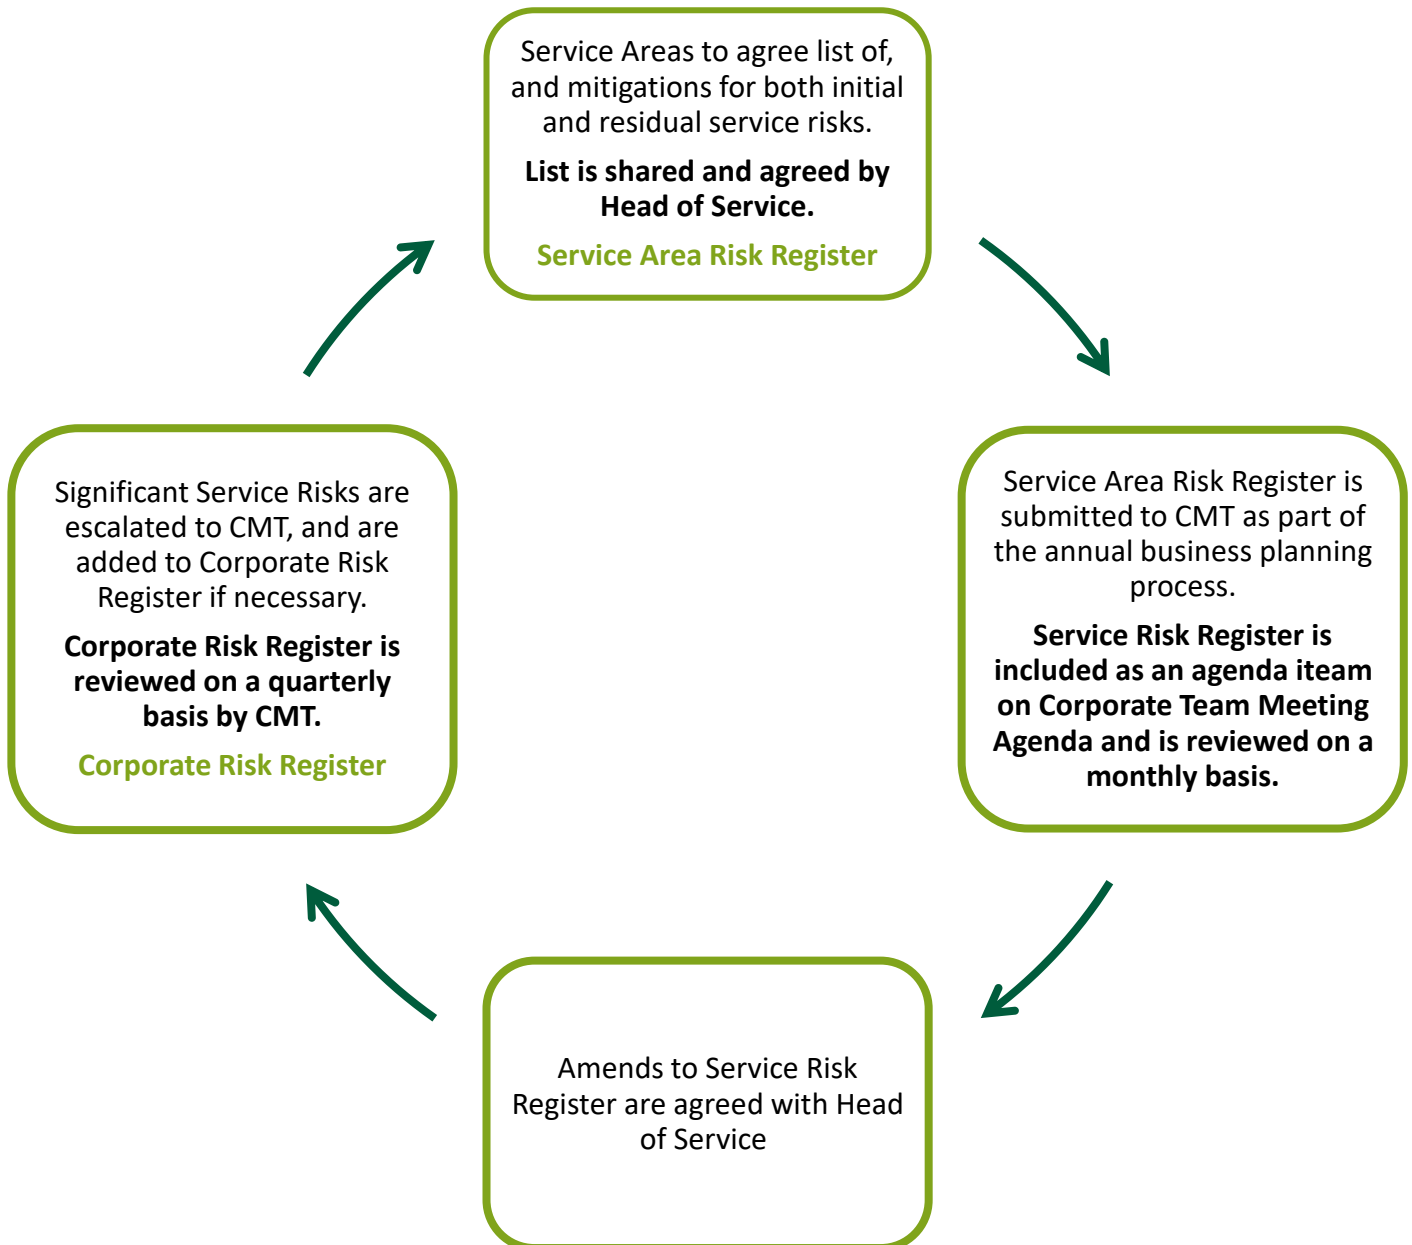 Service Areas to agree list of,
and mitigations for both initial
and residual service risks.
List is shared and agreed by
Head of Service.
Service Area Risk Register
Service Area Risk Register is
submitted to CMT as part of
the annual business planning
process.
Service Risk Register is
included as an agenda iteam
on Corporate Team Meeting
Agenda and is reviewed on a
monthly basis.
Amends to Service Risk
Register are agreed with Head
of Service
Significant Service Risks are
escalated to CMT, and are
added to Corporate Risk
Register if necessary.
Corporate Risk Register is
reviewed on a quarterly
basis by CMT.
Corporate Risk Register